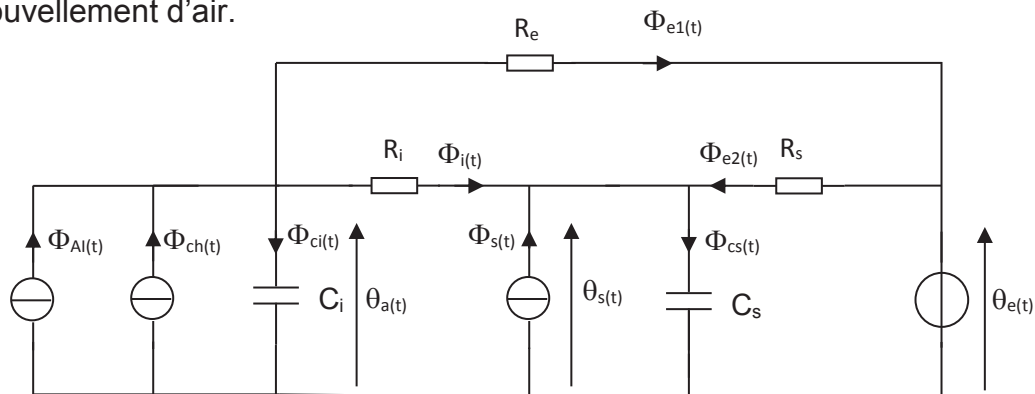 ouvellement d'air.
Re Φe1(t)
Ri Φi(t) Φe2(t) Rs
ΦAI(t) Φch(t) Φci(t) Φs(t) Φcs(t)
Ci θa(t) θs(t) Cs θe(t)